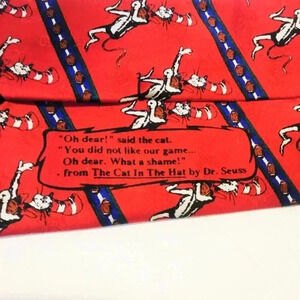 "Oh dear!" said the cat.
"You did not like our game...
Oh dear. What a shame!"
- from The Cat In The Hat by Dr. Seuss